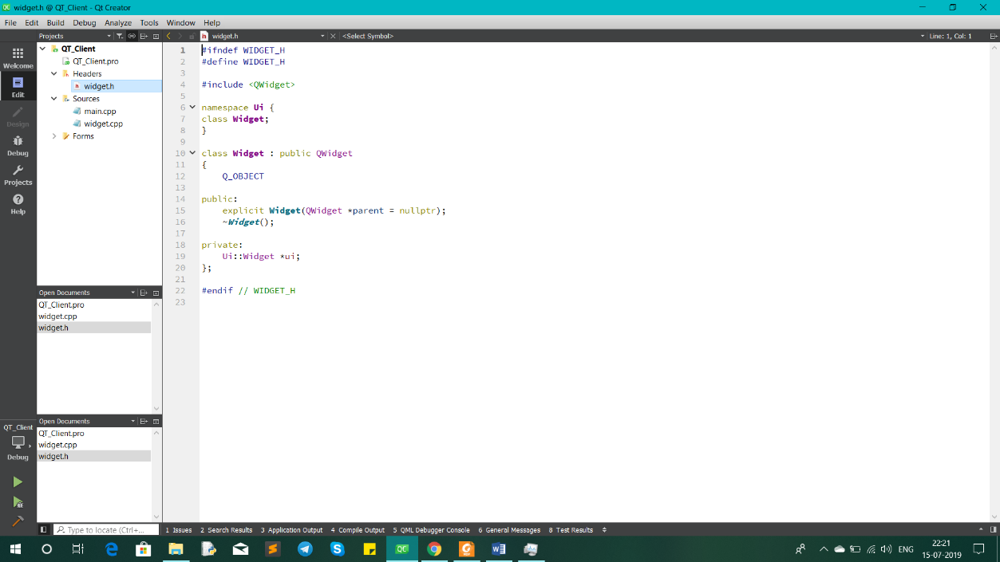 QC widget.h @ QT_Client - Qt Creator
File Edit Build Debug Analyze Tools Window Help
Projects
h widget.h
<Select Symbol>
Line: 1, Col: 1
Welcome
Edit
Design
Debug
Projects
Help
QT_Client
QT_Client.pro
Headers
h widget.h
Sources
main.cpp
widget.cpp
Forms
1 #ifndef WIDGET_H
2 #define WIDGET_H
3
4 #include <QWidget>
5
6 namespace Ui {
7 class Widget;
8 }
9
10 class Widget : public QWidget
11 {
12 Q_OBJECT
13
14 public:
15 explicit Widget(QWidget *parent = nullptr);
16 ~Widget();
17
18 private:
19 Ui::Widget *ui;
20 };
21
22 #endif // WIDGET_H
23
Open Documents
QT_Client.pro
widget.cpp
widget.h
Open Documents
QT_Client.pro
widget.cpp
widget.h
QT_Client
Debug
Type to locate (Ctrl+...
1 Issues 2 Search Results 3 Application Output 4 Compile Output 5 QML Debugger Console 6 General Messages 8 Test Results
QC
ENG
22:21
15-07-2019